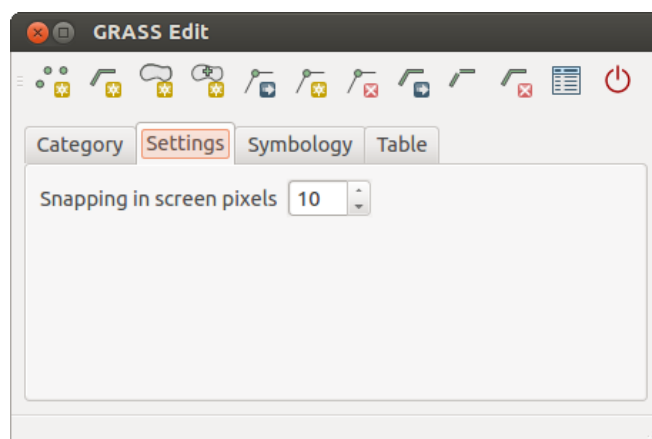 GRASS Edit
Category Settings Symbology Table
Snapping in screen pixels 10